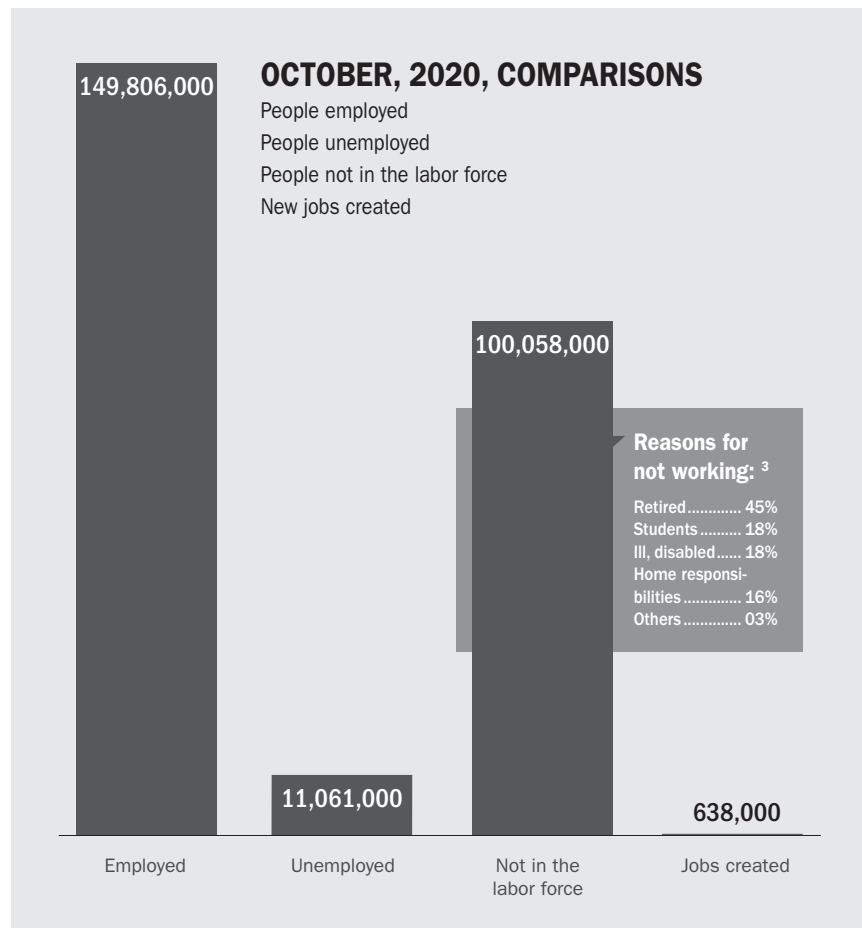 149,806,000
OCTOBER, 2020, COMPARISONS
People employed
People unemployed
People not in the labor force
New jobs created
100,058,000
Reasons for
not working: 3
Retired............. 45%
Students.......... 18%
Ill, disabled...... 18%
Home responsi-
bilities.............. 16%
Others.............. 03%
11,061,000
638,000
Employed
Unemployed
Not in the
labor force
Jobs created